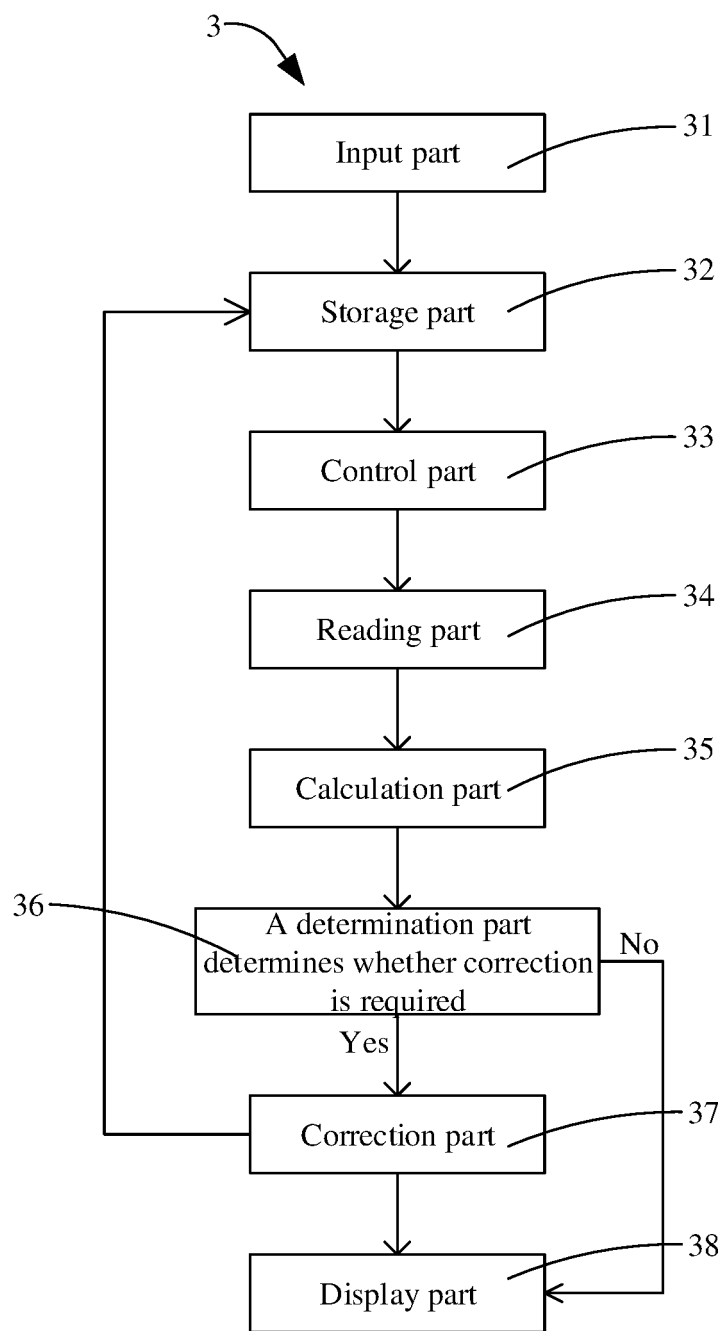 3
31
Input part
32
Storage part
33
Control part
34
Reading part
35
Calculation part
36
A determination part
determines whether correction
is required
No
Yes
37
Correction part
38
Display part